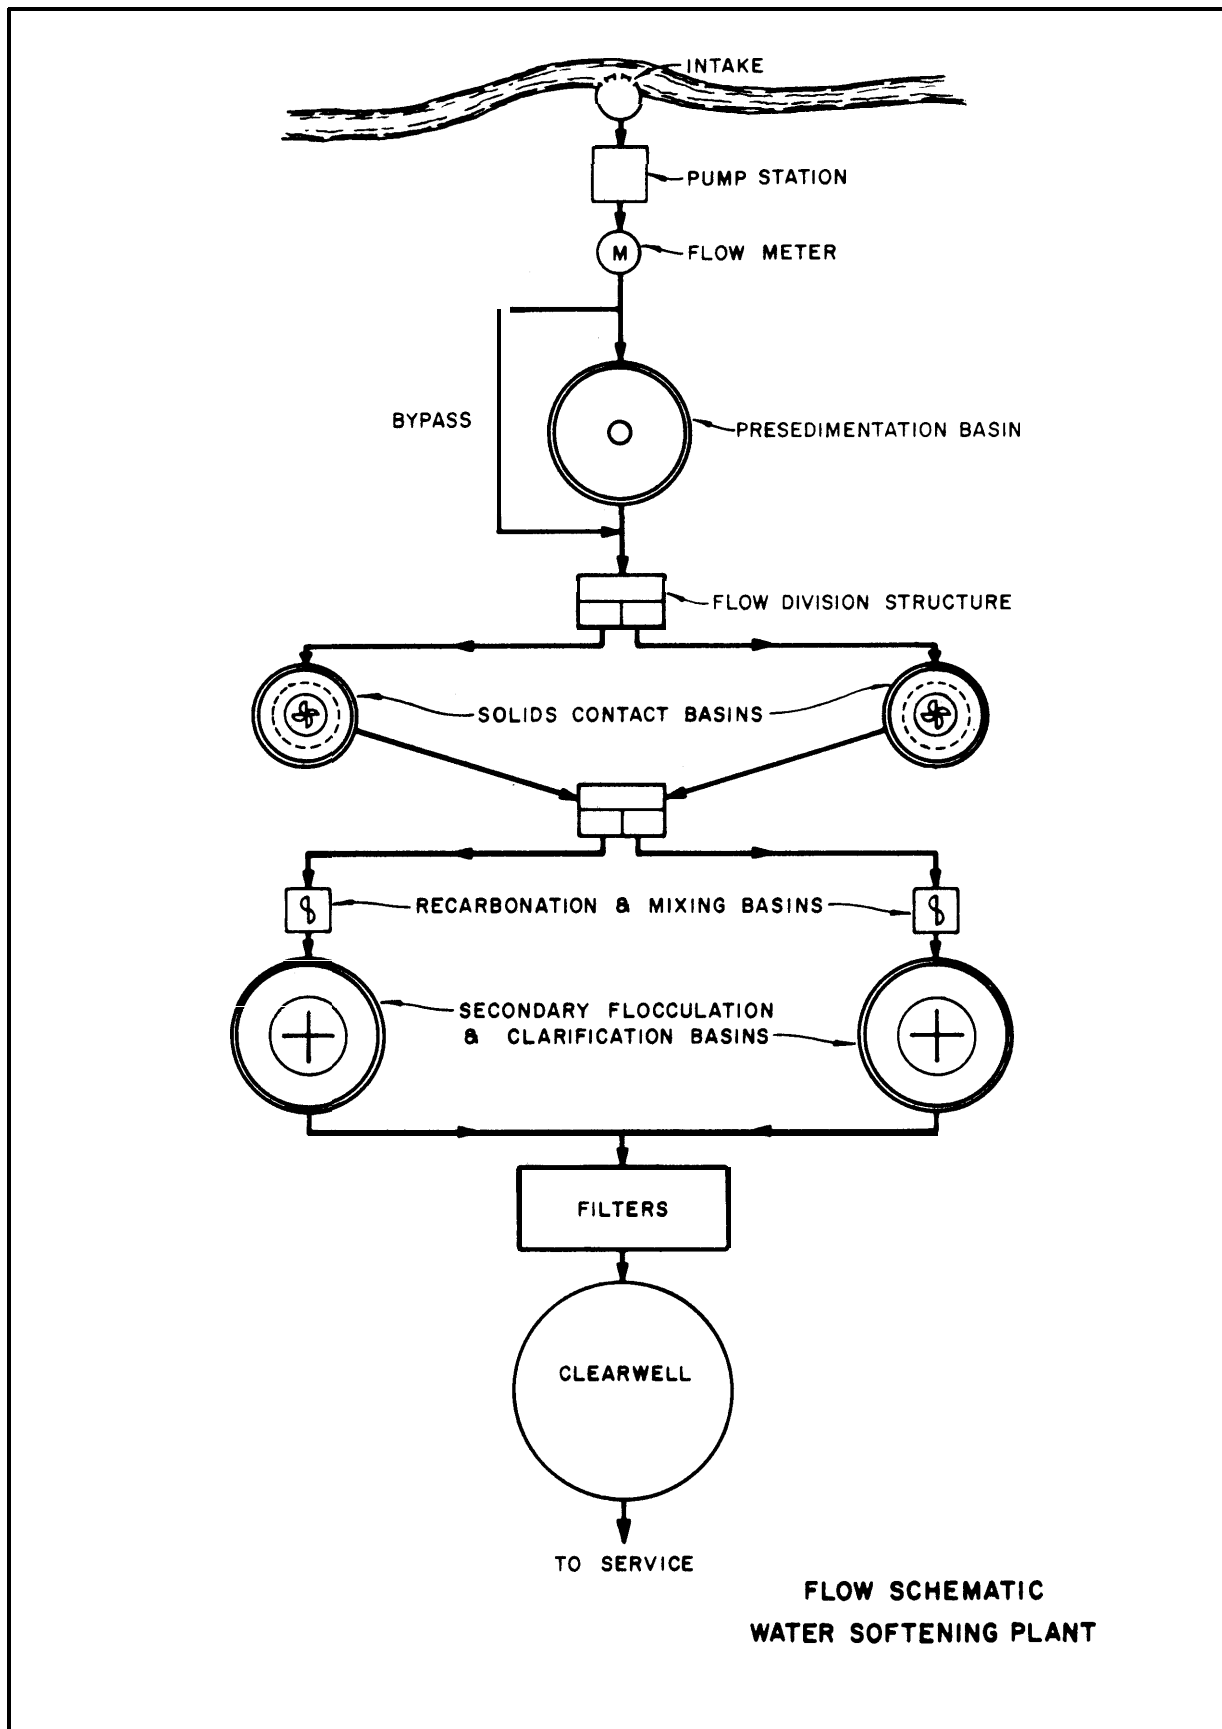 INTAKE
PUMP STATION
M
FLOW METER
BYPASS
PRESEDIMENTATION BASIN
FLOW DIVISION STRUCTURE
SOLIDS CONTACT BASINS
RECARBONATION & MIXING BASINS
SECONDARY FLOCCULATION
& CLARIFICATION BASINS
FILTERS
CLEARWELL
TO SERVICE
FLOW SCHEMATIC
WATER SOFTENING PLANT